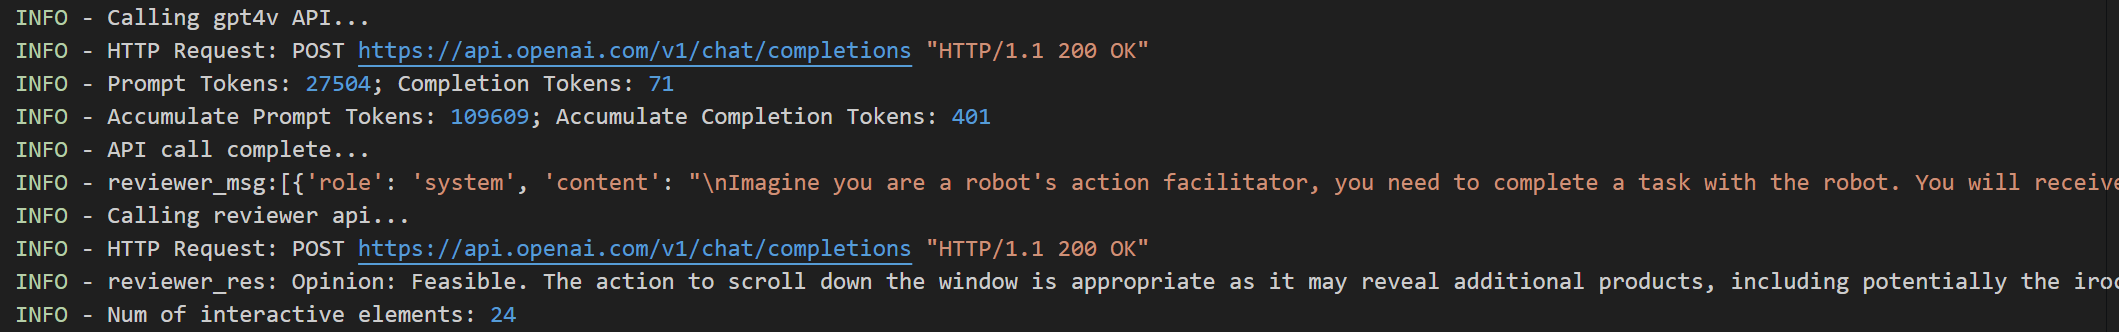 INFO - Calling gpt4v API...
INFO - HTTP Request: POST https://api.openai.com/v1/chat/completions "HTTP/1.1 200 OK"
INFO - Prompt Tokens: 27504; Completion Tokens: 71
INFO - Accumulate Prompt Tokens: 109609; Accumulate Completion Tokens: 401
INFO - API call complete...
INFO - reviewer_msg:[{'role': 'system', 'content': "\nImagine you are a robot's action facilitator, you need to complete a task with the robot. You will receive
INFO - Calling reviewer api...
INFO - HTTP Request: POST https://api.openai.com/v1/chat/completions "HTTP/1.1 200 OK"
INFO - reviewer_res: Opinion: Feasible. The action to scroll down the window is appropriate as it may reveal additional products, including potentially the
INFO - Num of interactive elements: 24